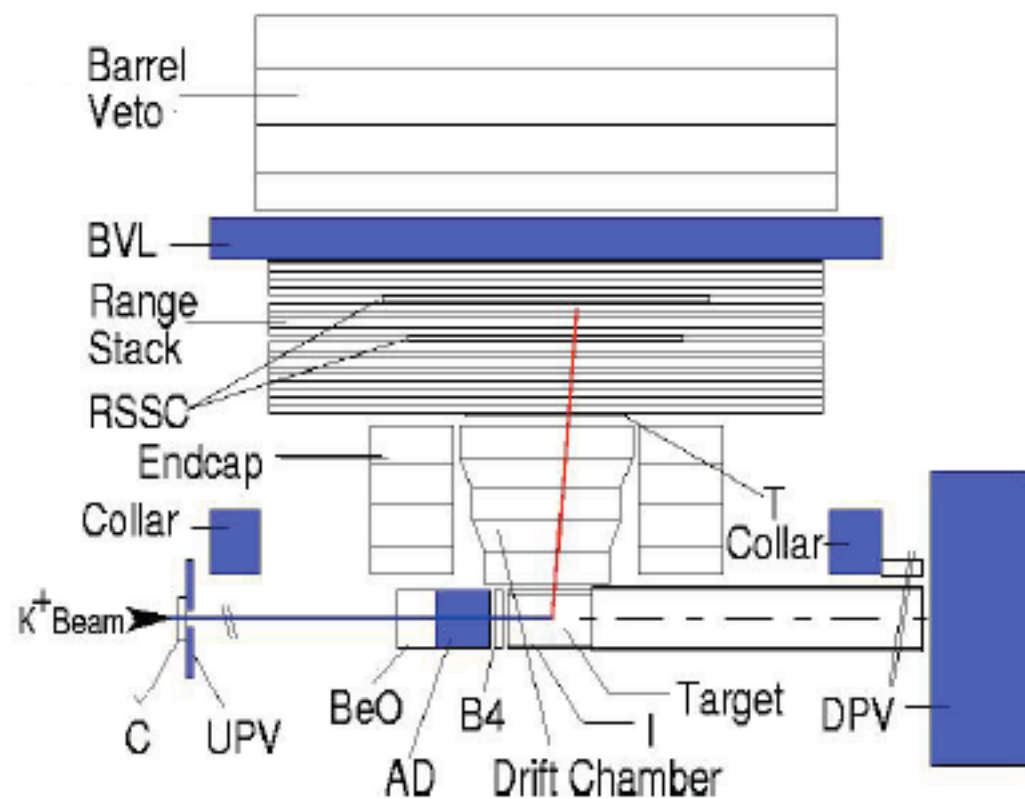 Barrel
Veto
BVL
Range
Stack
RSSC
Endcap
T
Collar
Collar
K+ Beam
C
UPV
BeO
AD
B4
Drift Chamber
I
Target
DPV